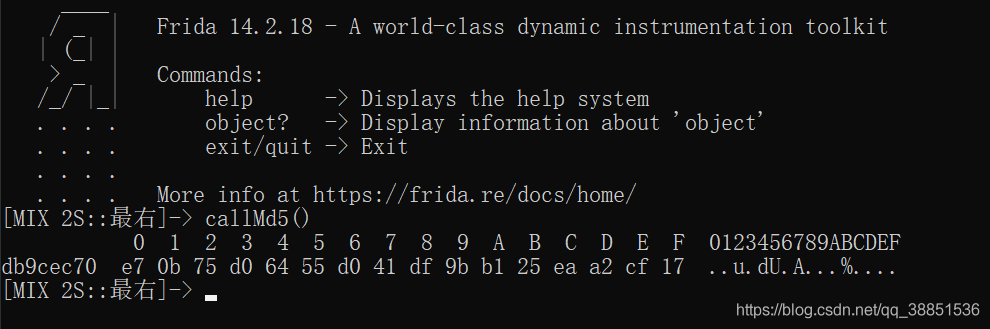 Frida 14.2.18 - A world-class dynamic instrumentation toolkit
Commands:
help -> Displays the help system
object? -> Display information about 'object'
exit/quit -> Exit
More info at https://frida.re/docs/home/
[MIX 2S::最右]-> callMd5()
0 1 2 3 4 5 6 7 8 9 A B C D E F 0123456789ABCDEF
db9cec70 e7 0b 75 d0 64 55 d0 41 df 9b b1 25 ea a2 cf 17 ..u.dU.A...%....
[MIX 2S::最右]->
https://blog.csdn.net/qq_38851536